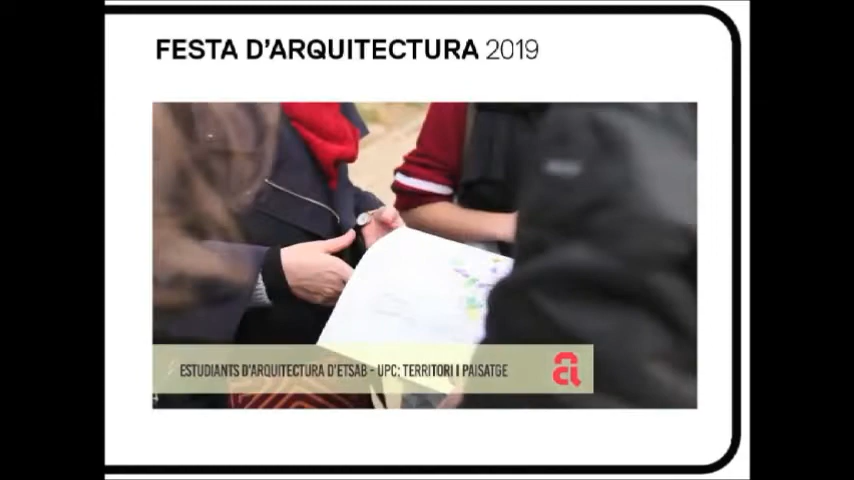 FESTA D'ARQUITECTURA 2019
ESTUDIANTS D'ARQUITECTURA D'ETSAB - UPC: TERRITORI I PAISATGE